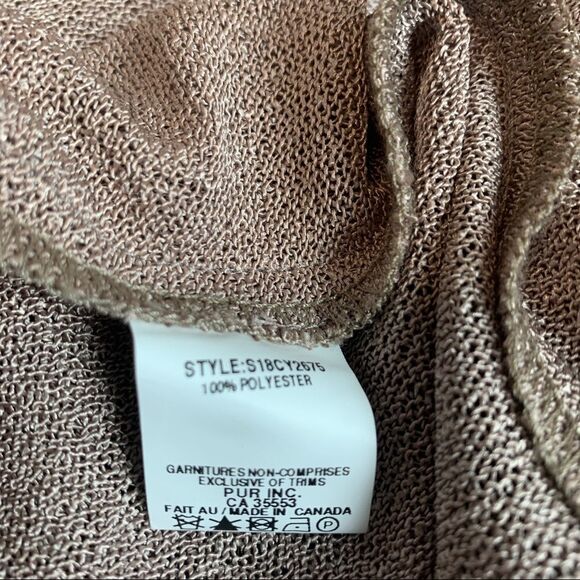 STYLE:S18CY2675
100% POLYESTER
GARNITURES NON-COMPRISES
EXCLUSIVE OF TRIMS
PUR INC.
CA 35553
FAIT AU / MADE IN CANADA